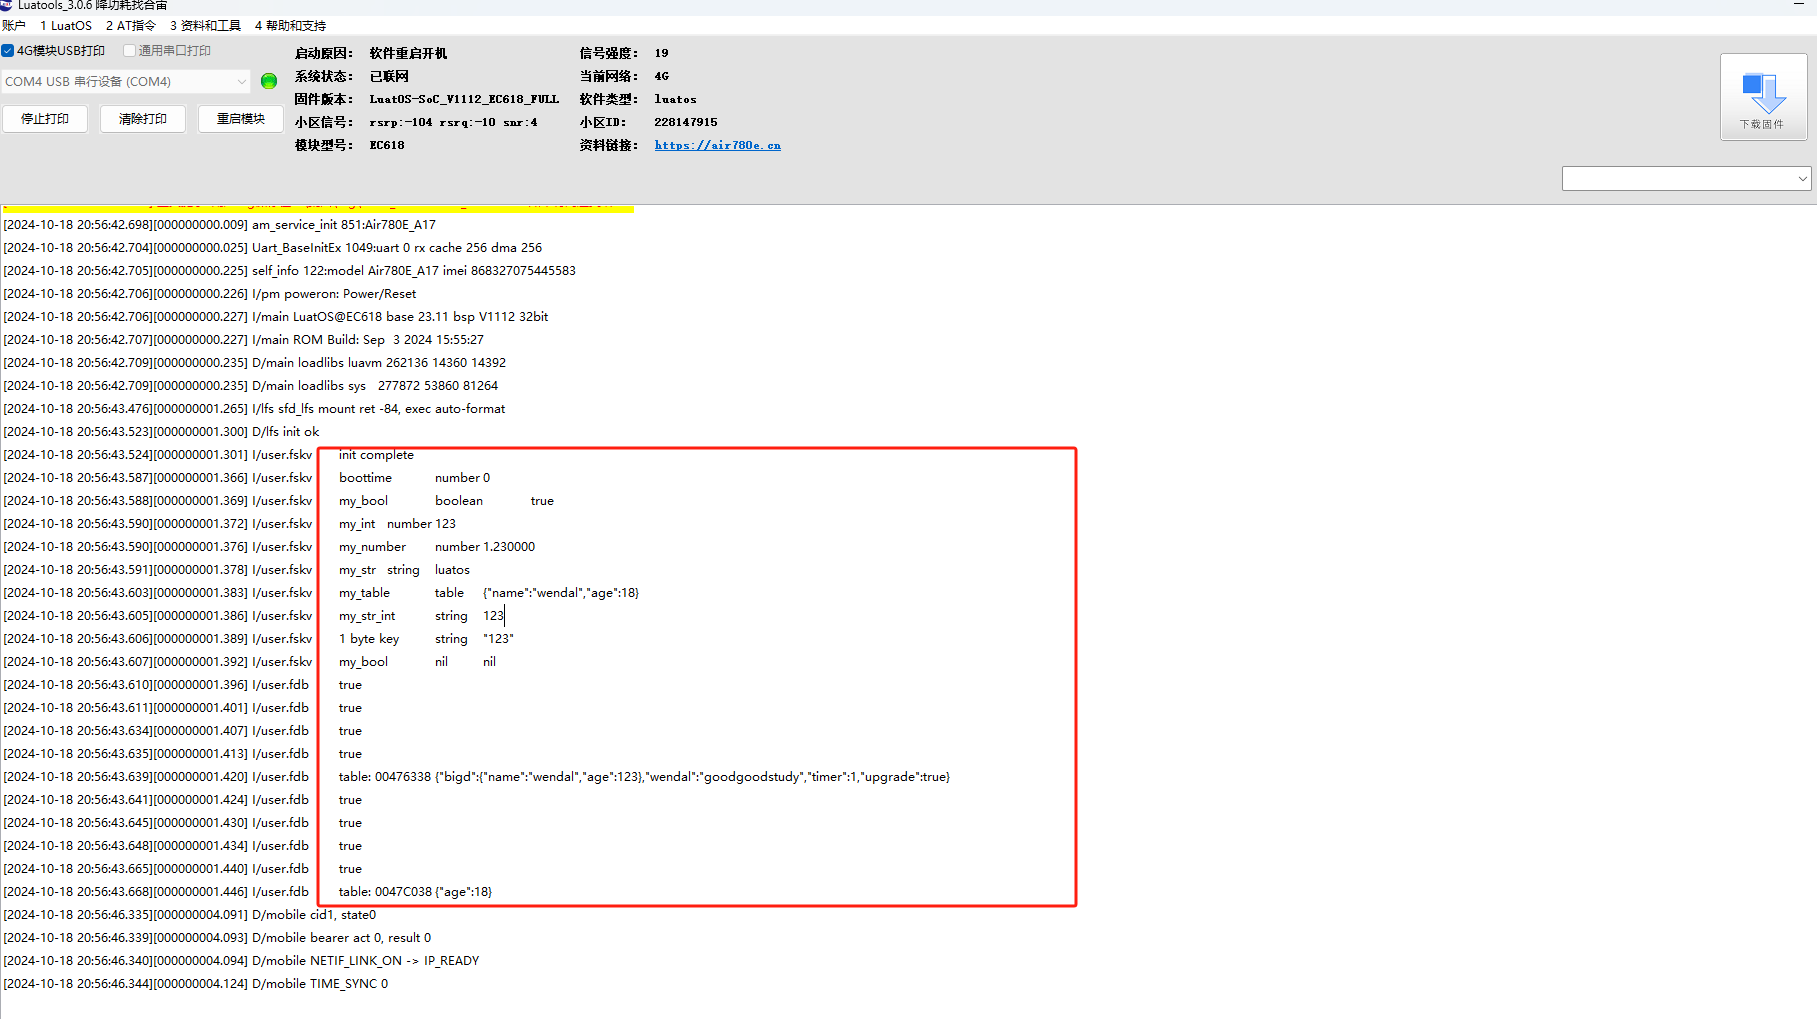 Luatools_3.0.6 降功耗找合宙
账户 1 LuatOS 2 AT指令 3 资料和工具 4 帮助和支持
4G模块USB打印 通用串口打印
COM4 USB 串行设备 (COM4)
停止打印 清除打印 重启模块
启动原因： 软件重启开机 信号强度： 19
系统状态： 已联网 当前网络： 4G
固件版本： LuatOS-SoC_V1112_EC618_FULL 软件类型： luatos
小区信号： rsrp:-104 rsrq:-10 snr:4 小区ID： 228147915
模块型号： EC618 资料链接： https://air780e.cn
下载固件
[2024-10-18 20:56:42.698][000000000.009] am_service_init 851:Air780E_A17
[2024-10-18 20:56:42.704][000000000.025] Uart_BaseInitEx 1049:uart 0 rx cache 256 dma 256
[2024-10-18 20:56:42.705][000000000.225] self_info 122:model Air780E_A17 imei 868327075445583
[2024-10-18 20:56:42.706][000000000.226] I/pm poweron: Power/Reset
[2024-10-18 20:56:42.706][000000000.227] I/main LuatOS@EC618 base 23.11 bsp V1112 32bit
[2024-10-18 20:56:42.707][000000000.227] I/main ROM Build: Sep  3 2024 15:55:27
[2024-10-18 20:56:42.709][000000000.235] D/main loadlibs luavm 262136 14360 14392
[2024-10-18 20:56:42.709][000000000.235] D/main loadlibs sys   277872 53860 81264
[2024-10-18 20:56:43.476][000000001.265] I/lfs sfd_lfs mount ret -84, exec auto-format
[2024-10-18 20:56:43.523][000000001.300] D/lfs init ok
[2024-10-18 20:56:43.524][000000001.301] I/user.fskv init complete
[2024-10-18 20:56:43.587][000000001.366] I/user.fskv boottime number 0
[2024-10-18 20:56:43.588][000000001.369] I/user.fskv my_bool boolean true
[2024-10-18 20:56:43.590][000000001.372] I/user.fskv my_int number 123
[2024-10-18 20:56:43.590][000000001.376] I/user.fskv my_number number 1.230000
[2024-10-18 20:56:43.591][000000001.378] I/user.fskv my_str string luatos
[2024-10-18 20:56:43.603][000000001.383] I/user.fskv my_table table {"name":"wendal","age":18}
[2024-10-18 20:56:43.605][000000001.386] I/user.fskv my_str_int string 123
[2024-10-18 20:56:43.606][000000001.389] I/user.fskv 1 byte key string "123"
[2024-10-18 20:56:43.607][000000001.392] I/user.fskv my_bool nil nil
[2024-10-18 20:56:43.610][000000001.396] I/user.fdb true
[2024-10-18 20:56:43.611][000000001.401] I/user.fdb true
[2024-10-18 20:56:43.634][000000001.407] I/user.fdb true
[2024-10-18 20:56:43.635][000000001.413] I/user.fdb true
[2024-10-18 20:56:43.639][000000001.420] I/user.fdb table: 00476338 {"bigd":{"name":"wendal","age":123},"wendal":"goodgoodstudy","timer":1,"upgrade":true}
[2024-10-18 20:56:43.641][000000001.424] I/user.fdb true
[2024-10-18 20:56:43.645][000000001.430] I/user.fdb true
[2024-10-18 20:56:43.648][000000001.434] I/user.fdb true
[2024-10-18 20:56:43.665][000000001.440] I/user.fdb true
[2024-10-18 20:56:43.668][000000001.446] I/user.fdb table: 0047C038 {"age":18}
[2024-10-18 20:56:46.335][000000004.091] D/mobile cid1, state0
[2024-10-18 20:56:46.339][000000004.093] D/mobile bearer act 0, result 0
[2024-10-18 20:56:46.340][000000004.094] D/mobile NETIF_LINK_ON -> IP_READY
[2024-10-18 20:56:46.344][000000004.124] D/mobile TIME_SYNC 0